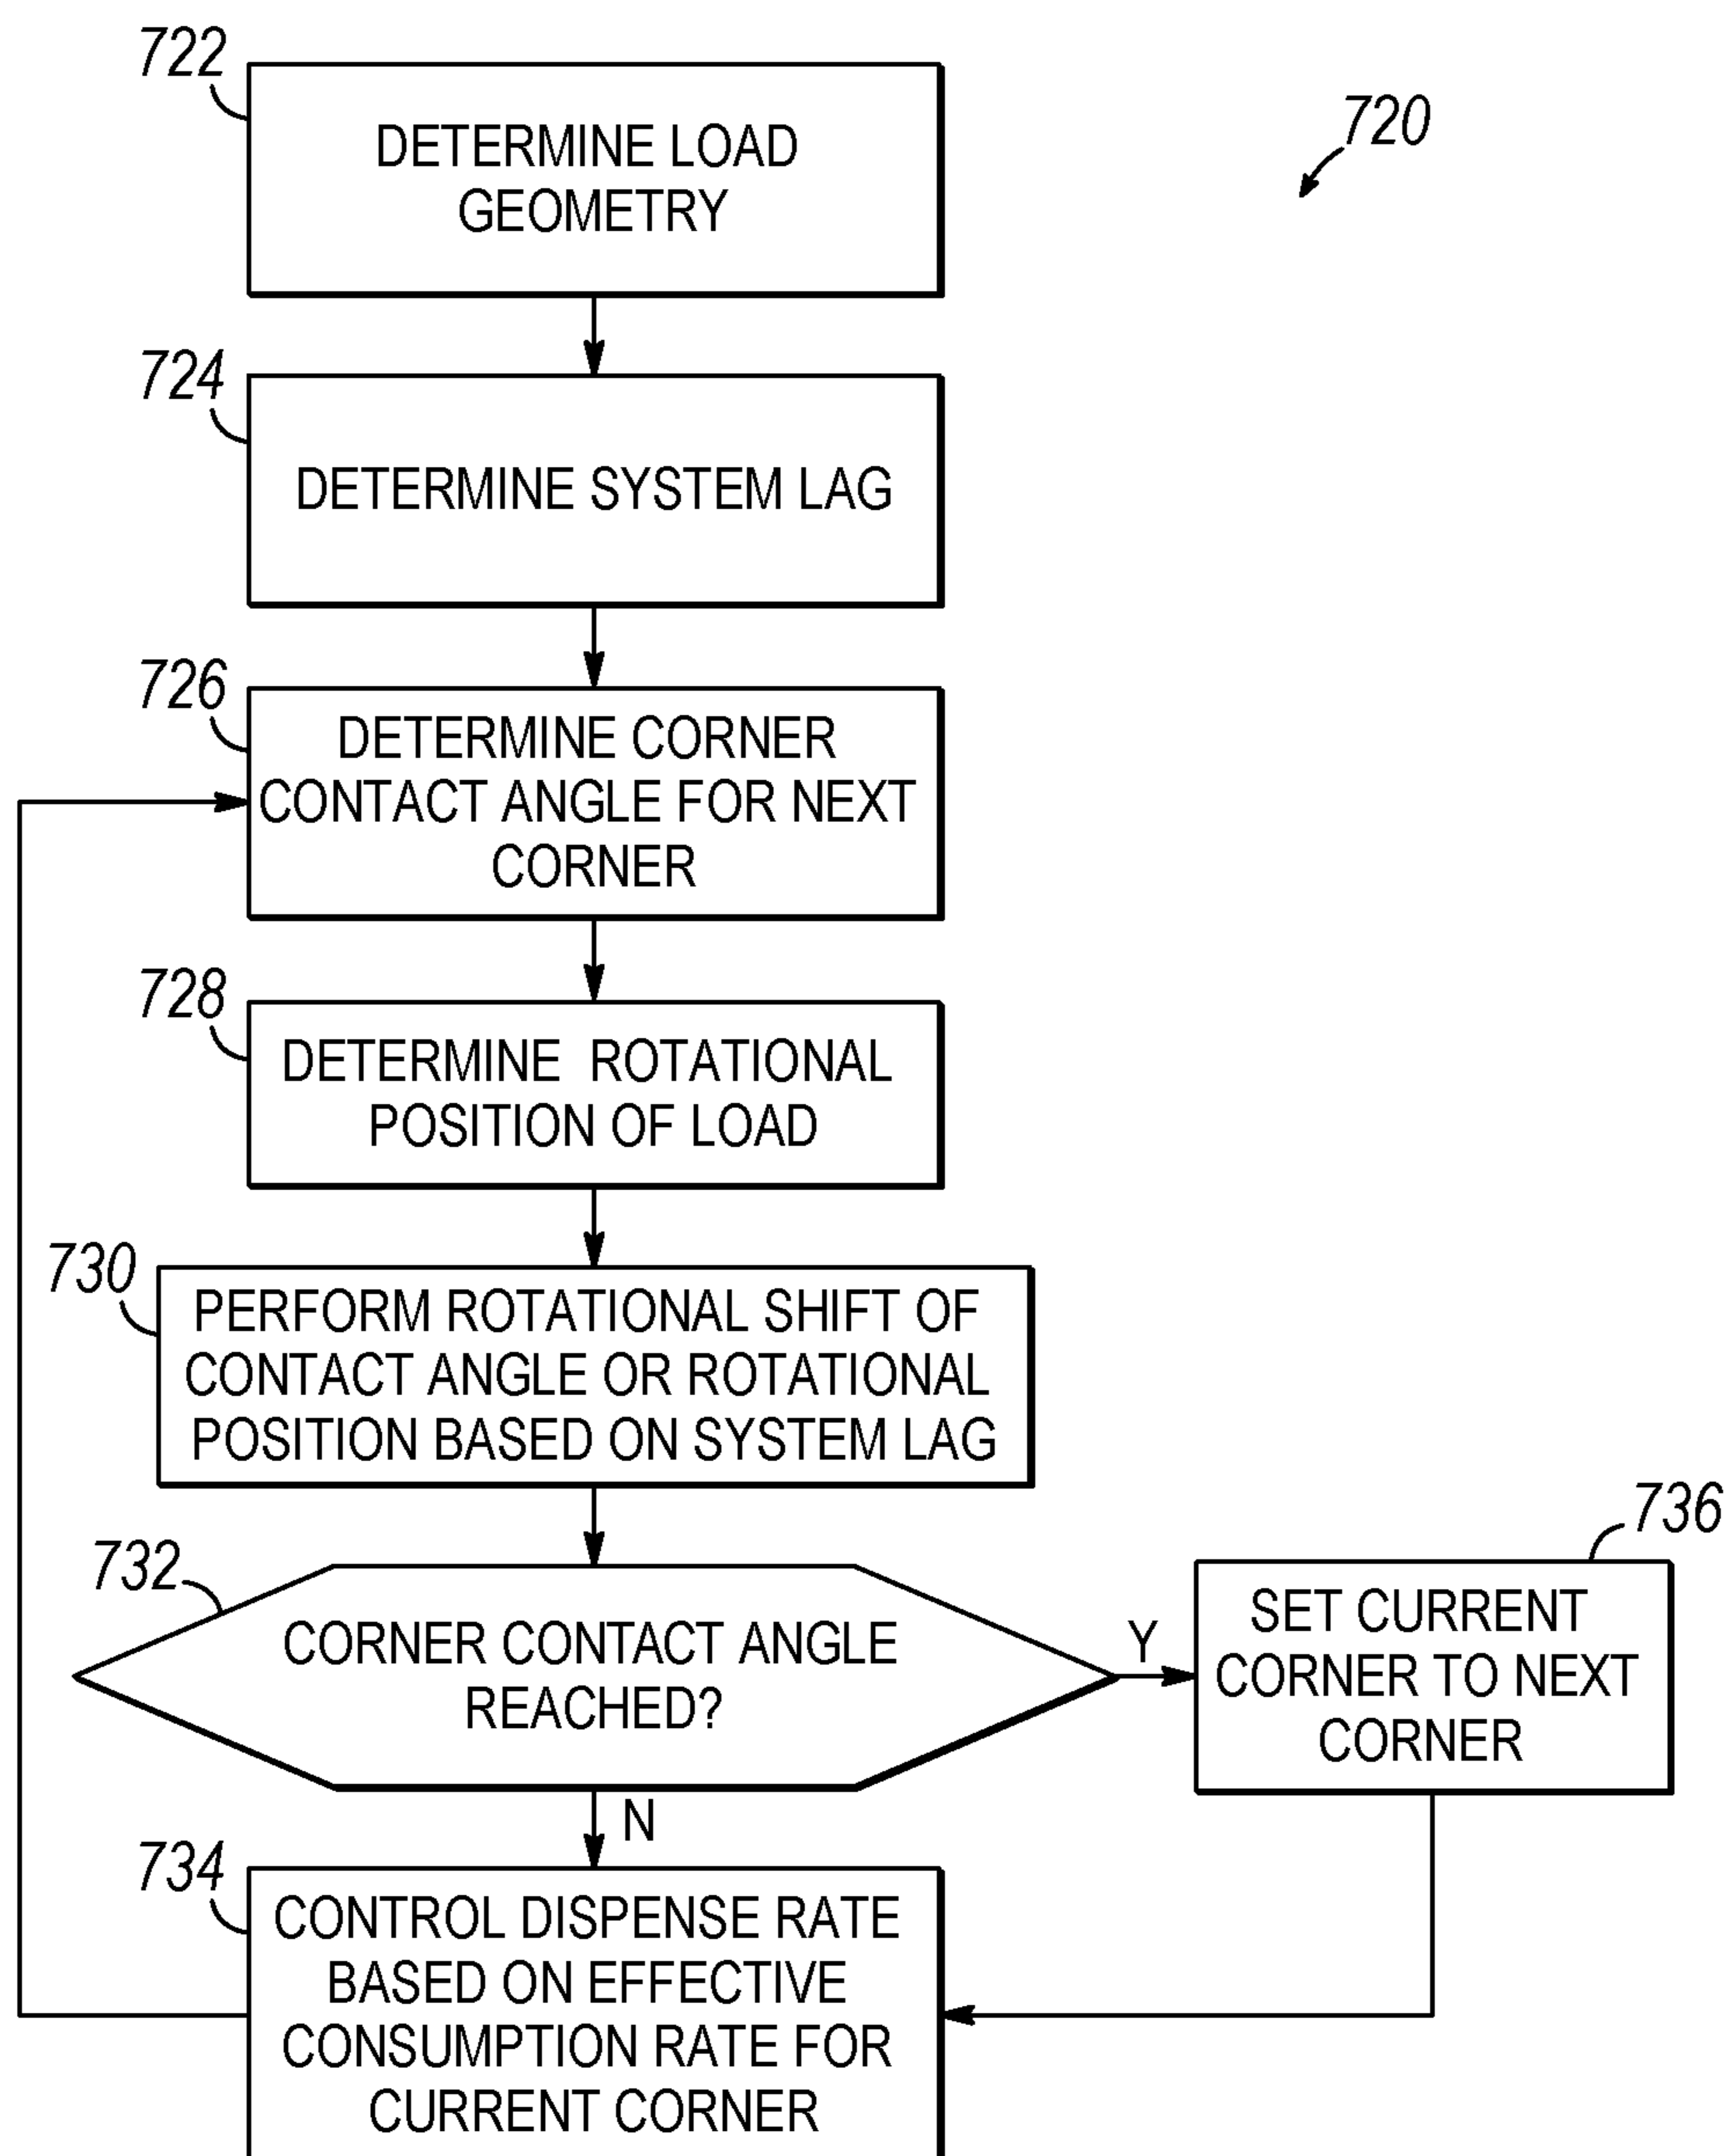 722
DETERMINE LOAD
GEOMETRY
720
724
DETERMINE SYSTEM LAG
726
DETERMINE CORNER
CONTACT ANGLE FOR NEXT
CORNER
728
DETERMINE ROTATIONAL
POSITION OF LOAD
730
PERFORM ROTATIONAL SHIFT OF
CONTACT ANGLE OR ROTATIONAL
POSITION BASED ON SYSTEM LAG
732
CORNER CONTACT ANGLE
REACHED?
Y
736
SET CURRENT
CORNER TO NEXT
CORNER
N
734
CONTROL DISPENSE RATE
BASED ON EFFECTIVE
CONSUMPTION RATE FOR
CURRENT CORNER